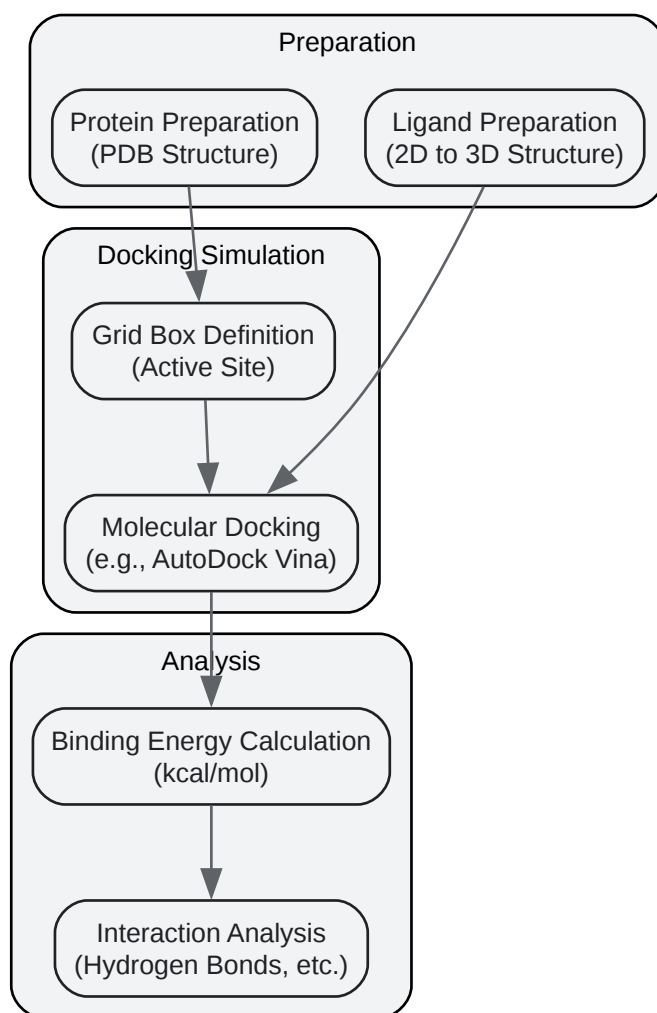 Preparation
Protein Preparation
(PDB Structure)
Ligand Preparation
(2D to 3D Structure)
Docking Simulation
Grid Box Definition
(Active Site)
Molecular Docking
(e.g., AutoDock Vina)
Analysis
Binding Energy Calculation
(kcal/mol)
Interaction Analysis
(Hydrogen Bonds, etc.)